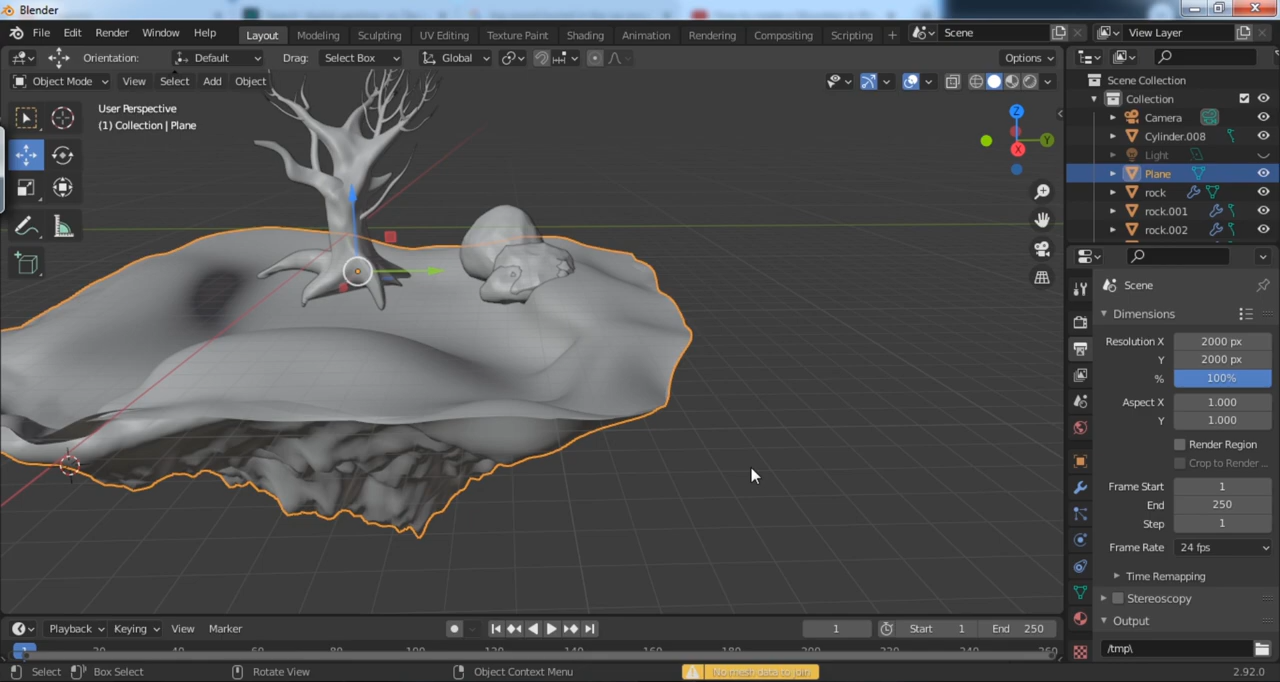 Blender
File Edit Render Window Help Layout Modeling Sculpting UV Editing Texture Paint Shading Animation Rendering Compositing Scripting + Scene View Layer
Orientation: Default Drag: Select Box Global Options
Object Mode View Select Add Object
User Perspective
(1) Collection | Plane
Z
Y
X
Scene Collection
Collection
Camera
Cylinder.008
Light
Plane
rock
rock.001
rock.002
Scene
Dimensions
Resolution X 2000 px
Y 2000 px
% 100%
Aspect X 1.000
Y 1.000
Render Region
Crop to Render ...
Frame Start 1
End 250
Step 1
Frame Rate 24 fps
Time Remapping
Stereoscopy
Output
/tmp\
Playback Keying View Marker 1 Start 1 End 250
Select Box Select Rotate View Object Context Menu No mesh data to join 2.92.0